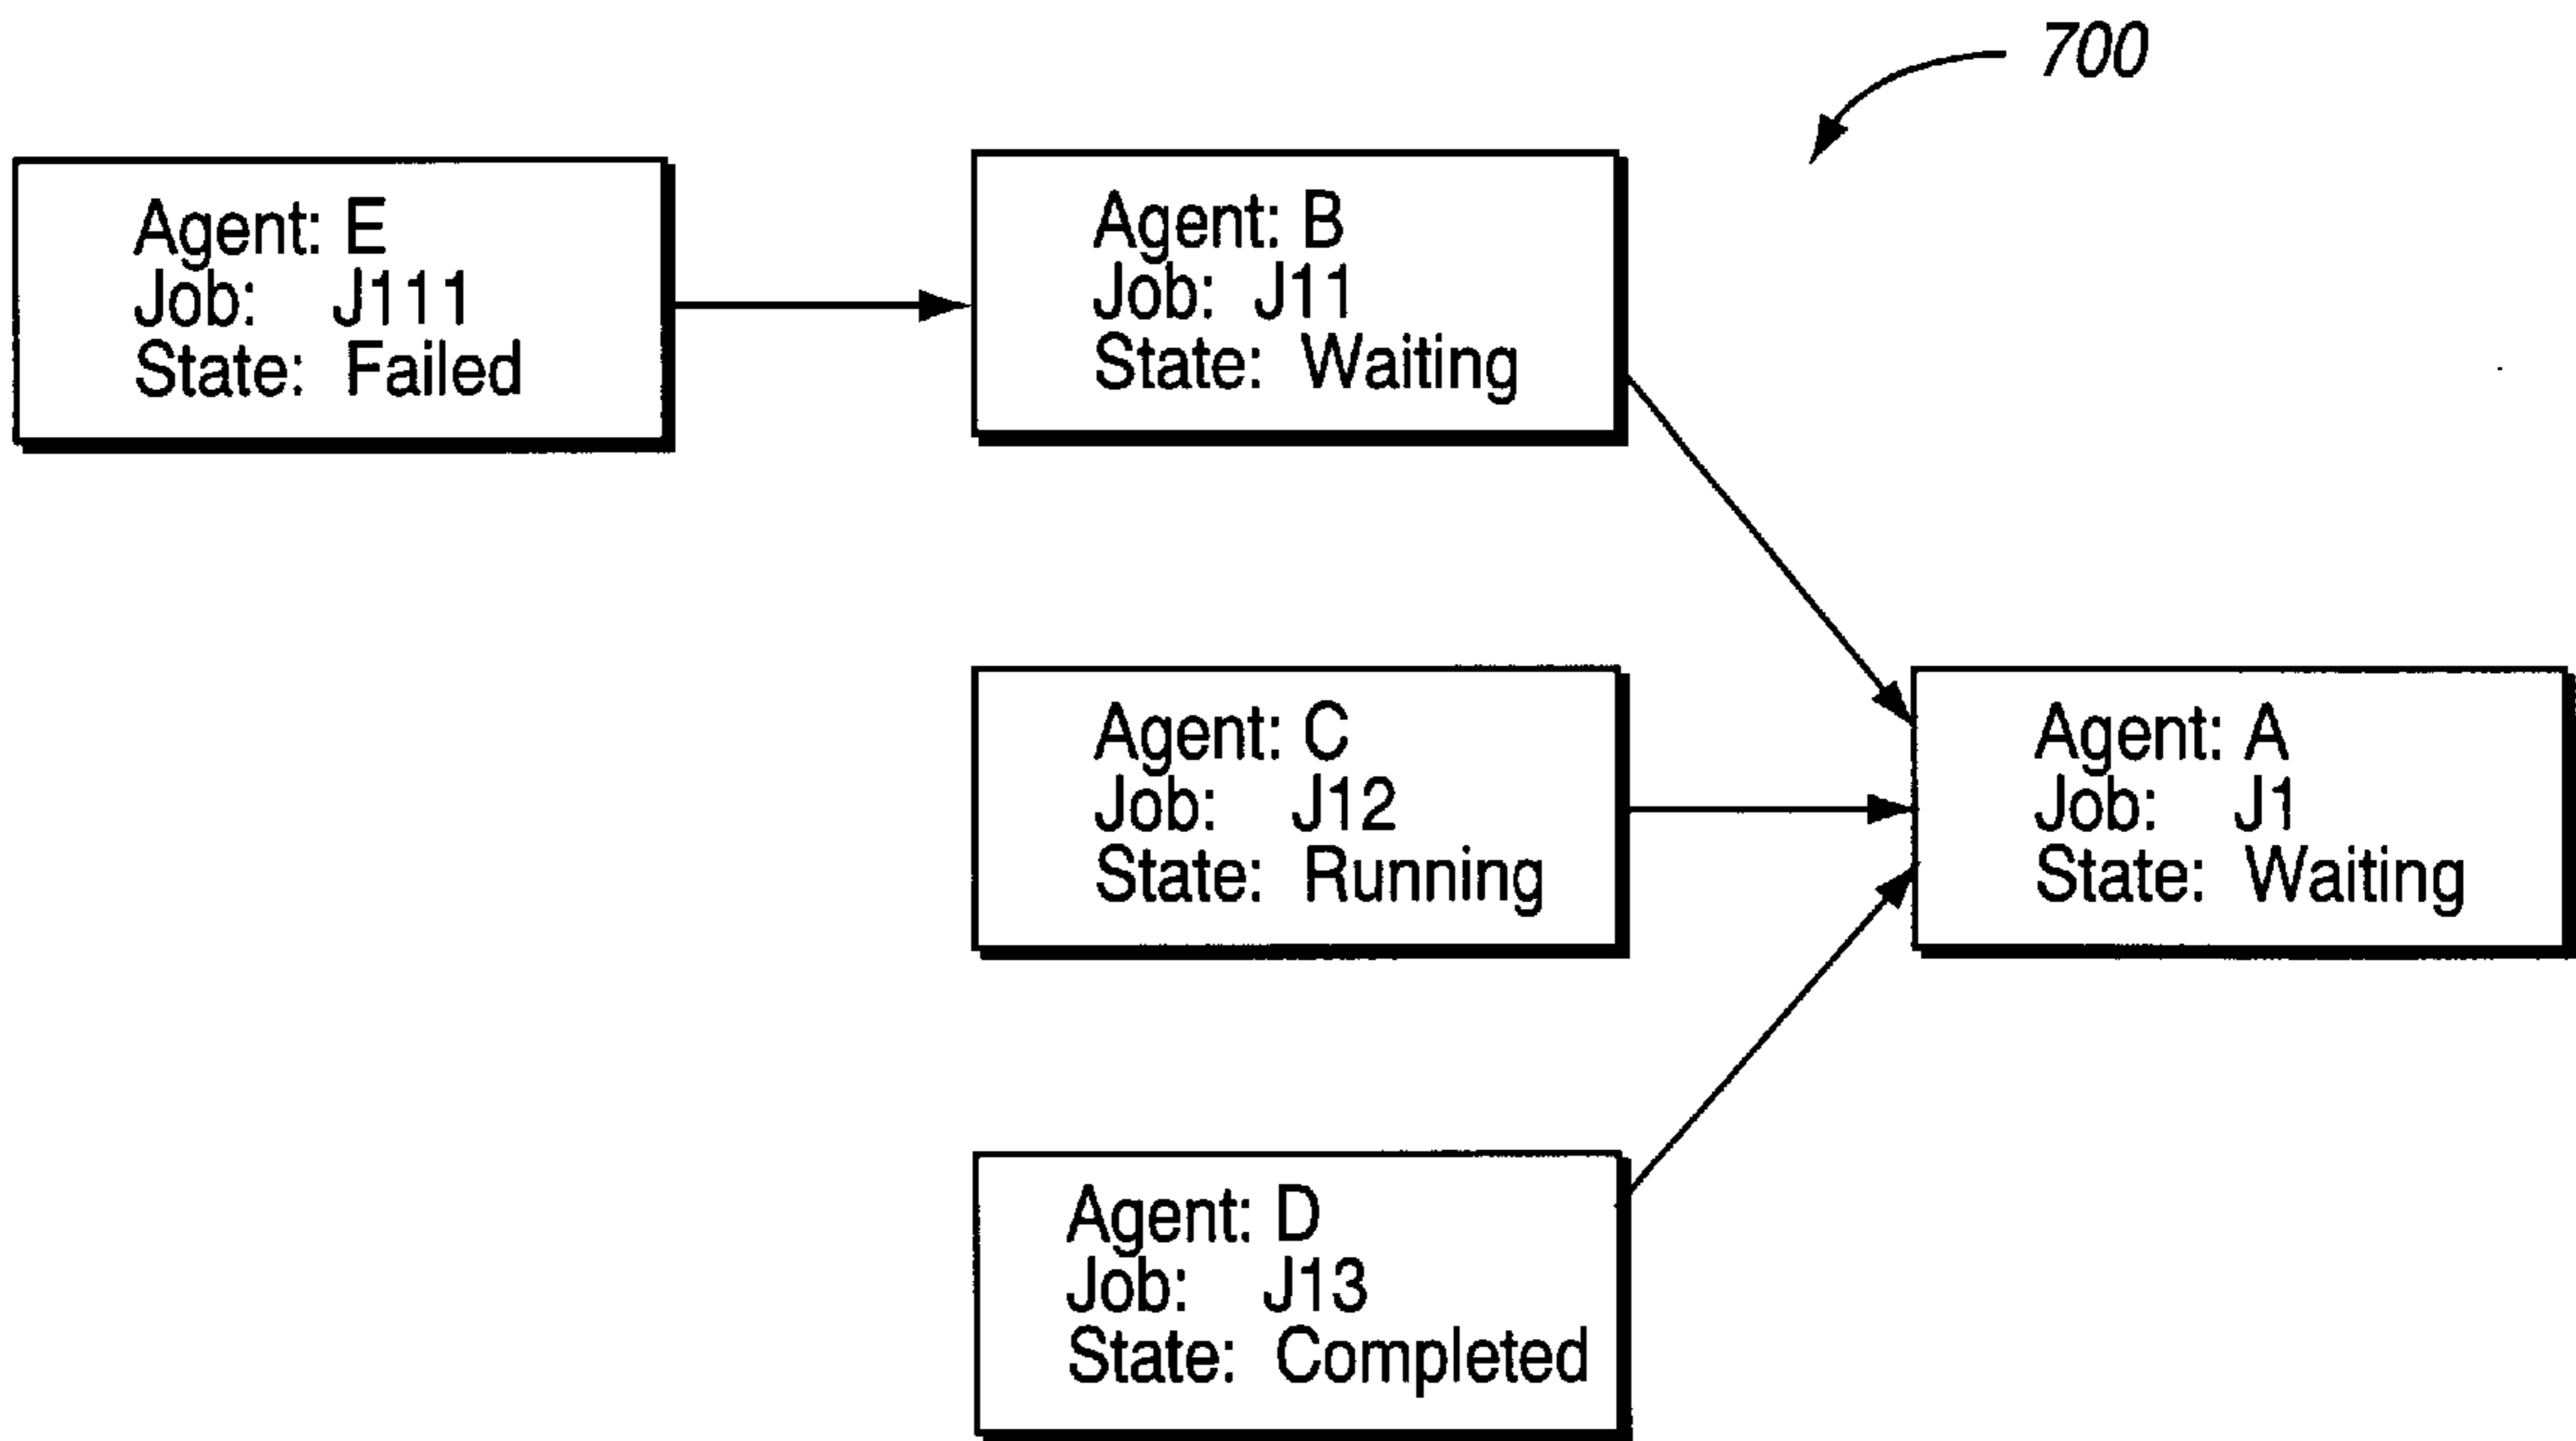 700
Agent: E
Job: J111
State: Failed
Agent: B
Job: J11
State: Waiting
Agent: C
Job: J12
State: Running
Agent: A
Job: J1
State: Waiting
Agent: D
Job: J13
State: Completed